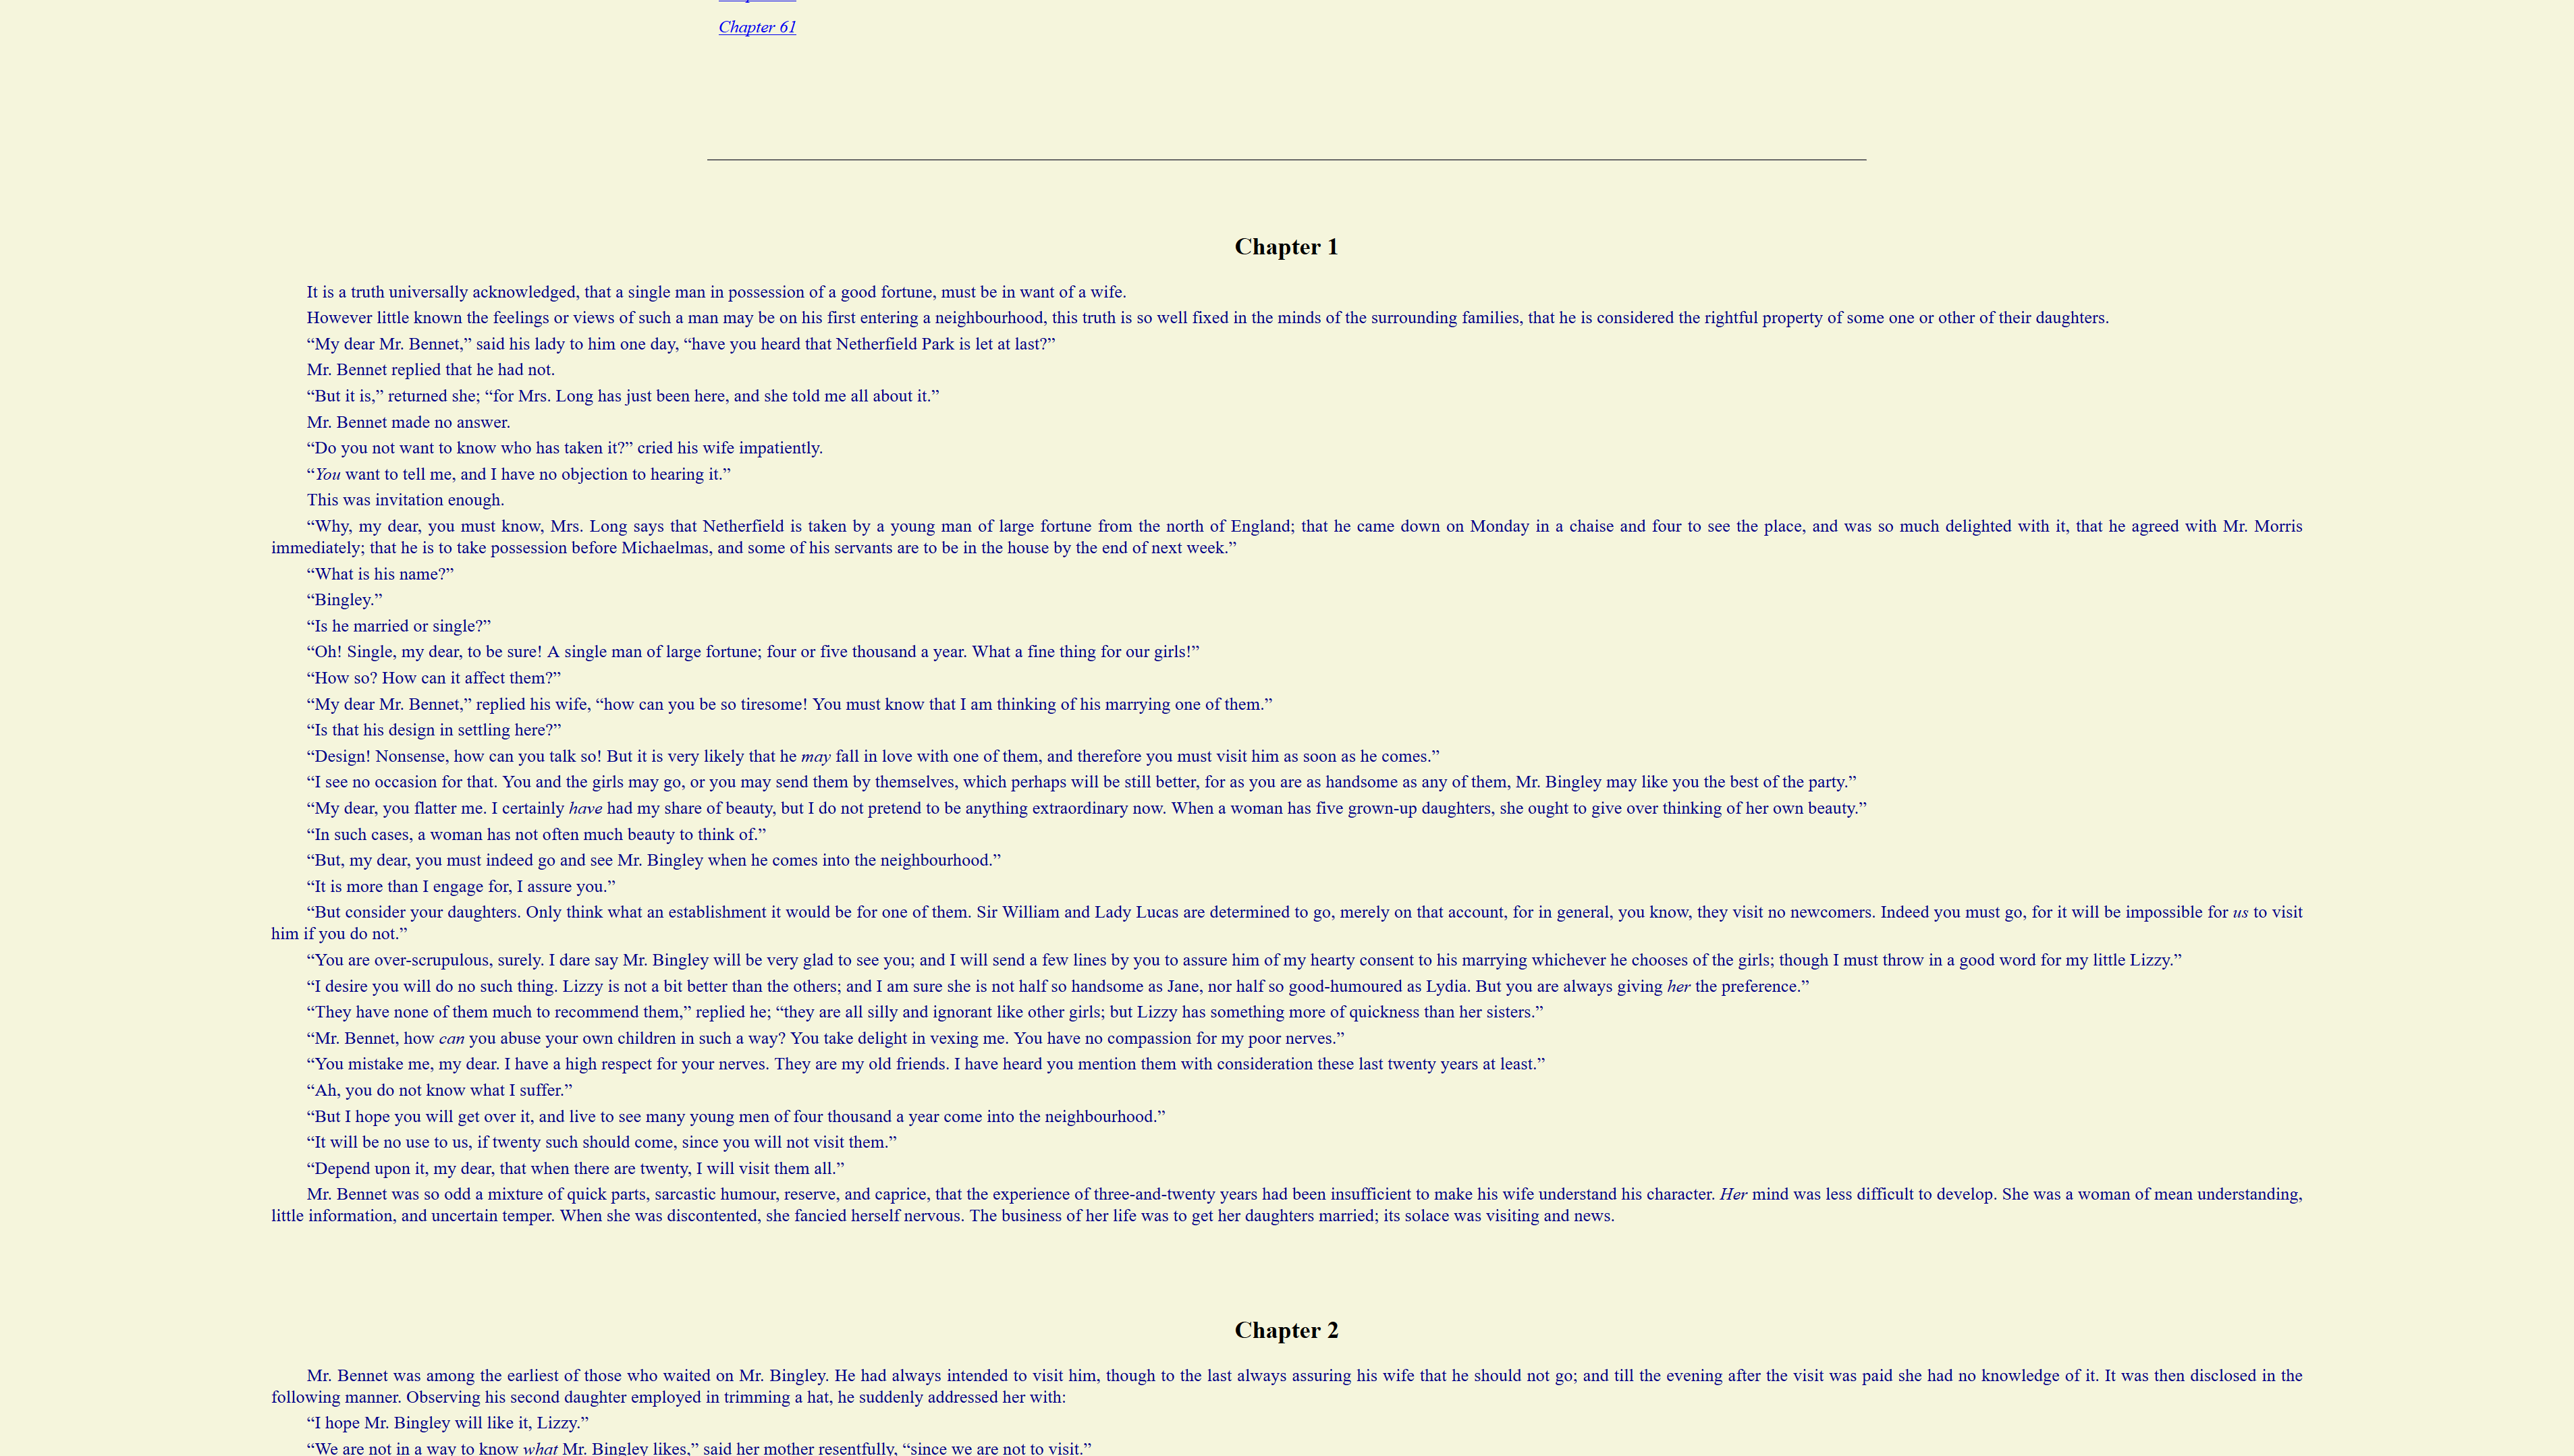 Chapter 61
Chapter 1
It is a truth universally acknowledged, that a single man in possession of a good fortune, must be in want of a wife.
However little known the feelings or views of such a man may be on his first entering a neighbourhood, this truth is so well fixed in the minds of the surrounding families, that he is considered the rightful property of some one or other of their daughters.
“My dear Mr. Bennet,” said his lady to him one day, “have you heard that Netherfield Park is let at last?”
Mr. Bennet replied that he had not.
“But it is,” returned she; “for Mrs. Long has just been here, and she told me all about it.”
Mr. Bennet made no answer.
“Do you not want to know who has taken it?” cried his wife impatiently.
“You want to tell me, and I have no objection to hearing it.”
This was invitation enough.
“Why, my dear, you must know, Mrs. Long says that Netherfield is taken by a young man of large fortune from the north of England; that he came down on Monday in a chaise and four to see the place, and was so much delighted with it, that he agreed with Mr. Morris
immediately; that he is to take possession before Michaelmas, and some of his servants are to be in the house by the end of next week.”
“What is his name?”
“Bingley.”
“Is he married or single?”
“Oh! Single, my dear, to be sure! A single man of large fortune; four or five thousand a year. What a fine thing for our girls!”
“How so? How can it affect them?”
“My dear Mr. Bennet,” replied his wife, “how can you be so tiresome! You must know that I am thinking of his marrying one of them.”
“Is that his design in settling here?”
“Design! Nonsense, how can you talk so! But it is very likely that he may fall in love with one of them, and therefore you must visit him as soon as he comes.”
“I see no occasion for that. You and the girls may go, or you may send them by themselves, which perhaps will be still better, for as you are as handsome as any of them, Mr. Bingley may like you the best of the party.”
“My dear, you flatter me. I certainly have had my share of beauty, but I do not pretend to be anything extraordinary now. When a woman has five grown-up daughters, she ought to give over thinking of her own beauty.”
“In such cases, a woman has not often much beauty to think of.”
“But, my dear, you must indeed go and see Mr. Bingley when he comes into the neighbourhood.”
“It is more than I engage for, I assure you.”
“But consider your daughters. Only think what an establishment it would be for one of them. Sir William and Lady Lucas are determined to go, merely on that account, for in general, you know, they visit no newcomers. Indeed you must go, for it will be impossible for us to visit
him if you do not.”
“You are over-scrupulous, surely. I dare say Mr. Bingley will be very glad to see you; and I will send a few lines by you to assure him of my hearty consent to his marrying whichever he chooses of the girls; though I must throw in a good word for my little Lizzy.”
“I desire you will do no such thing. Lizzy is not a bit better than the others; and I am sure she is not half so handsome as Jane, nor half so good-humoured as Lydia. But you are always giving her the preference.”
“They have none of them much to recommend them,” replied he; “they are all silly and ignorant like other girls; but Lizzy has something more of quickness than her sisters.”
“Mr. Bennet, how can you abuse your own children in such a way? You take delight in vexing me. You have no compassion for my poor nerves.”
“You mistake me, my dear. I have a high respect for your nerves. They are my old friends. I have heard you mention them with consideration these last twenty years at least.”
“Ah, you do not know what I suffer.”
“But I hope you will get over it, and live to see many young men of four thousand a year come into the neighbourhood.”
“It will be no use to us, if twenty such should come, since you will not visit them.”
“Depend upon it, my dear, that when there are twenty, I will visit them all.”
Mr. Bennet was so odd a mixture of quick parts, sarcastic humour, reserve, and caprice, that the experience of three-and-twenty years had been insufficient to make his wife understand his character. Her mind was less difficult to develop. She was a woman of mean understanding,
little information, and uncertain temper. When she was discontented, she fancied herself nervous. The business of her life was to get her daughters married; its solace was visiting and news.
Chapter 2
Mr. Bennet was among the earliest of those who waited on Mr. Bingley. He had always intended to visit him, though to the last always assuring his wife that he should not go; and till the evening after the visit was paid she had no knowledge of it. It was then disclosed in the
following manner. Observing his second daughter employed in trimming a hat, he suddenly addressed her with:
“I hope Mr. Bingley will like it, Lizzy.”
“We are not in a way to know what Mr. Bingley likes,” said her mother resentfully, “since we are not to visit.”